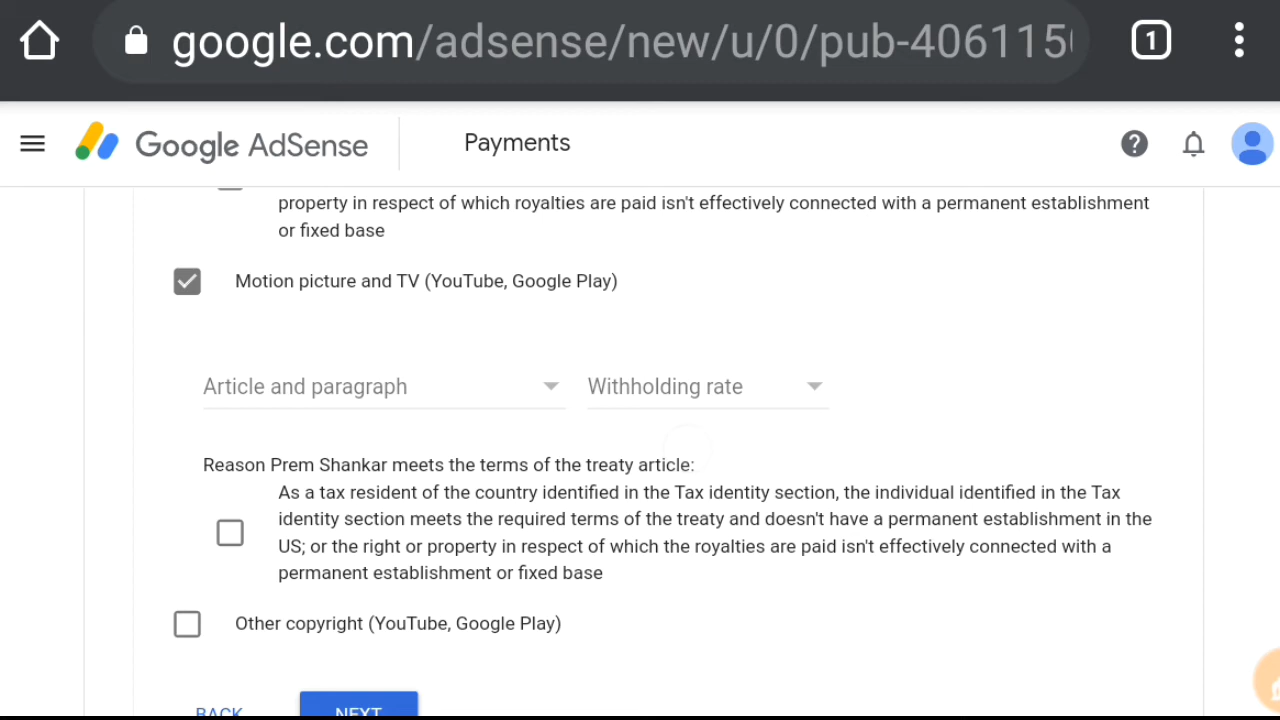 google.com/adsense/new/u/0/pub-406115
1
Google AdSense
Payments
property in respect of which royalties are paid isn't effectively connected with a permanent establishment
or fixed base
Motion picture and TV (YouTube, Google Play)
Article and paragraph
Withholding rate
Reason Prem Shankar meets the terms of the treaty article:
As a tax resident of the country identified in the Tax identity section, the individual identified in the Tax
identity section meets the required terms of the treaty and doesn't have a permanent establishment in the
US; or the right or property in respect of which the royalties are paid isn't effectively connected with a
permanent establishment or fixed base
Other copyright (YouTube, Google Play)
BACK
NEXT